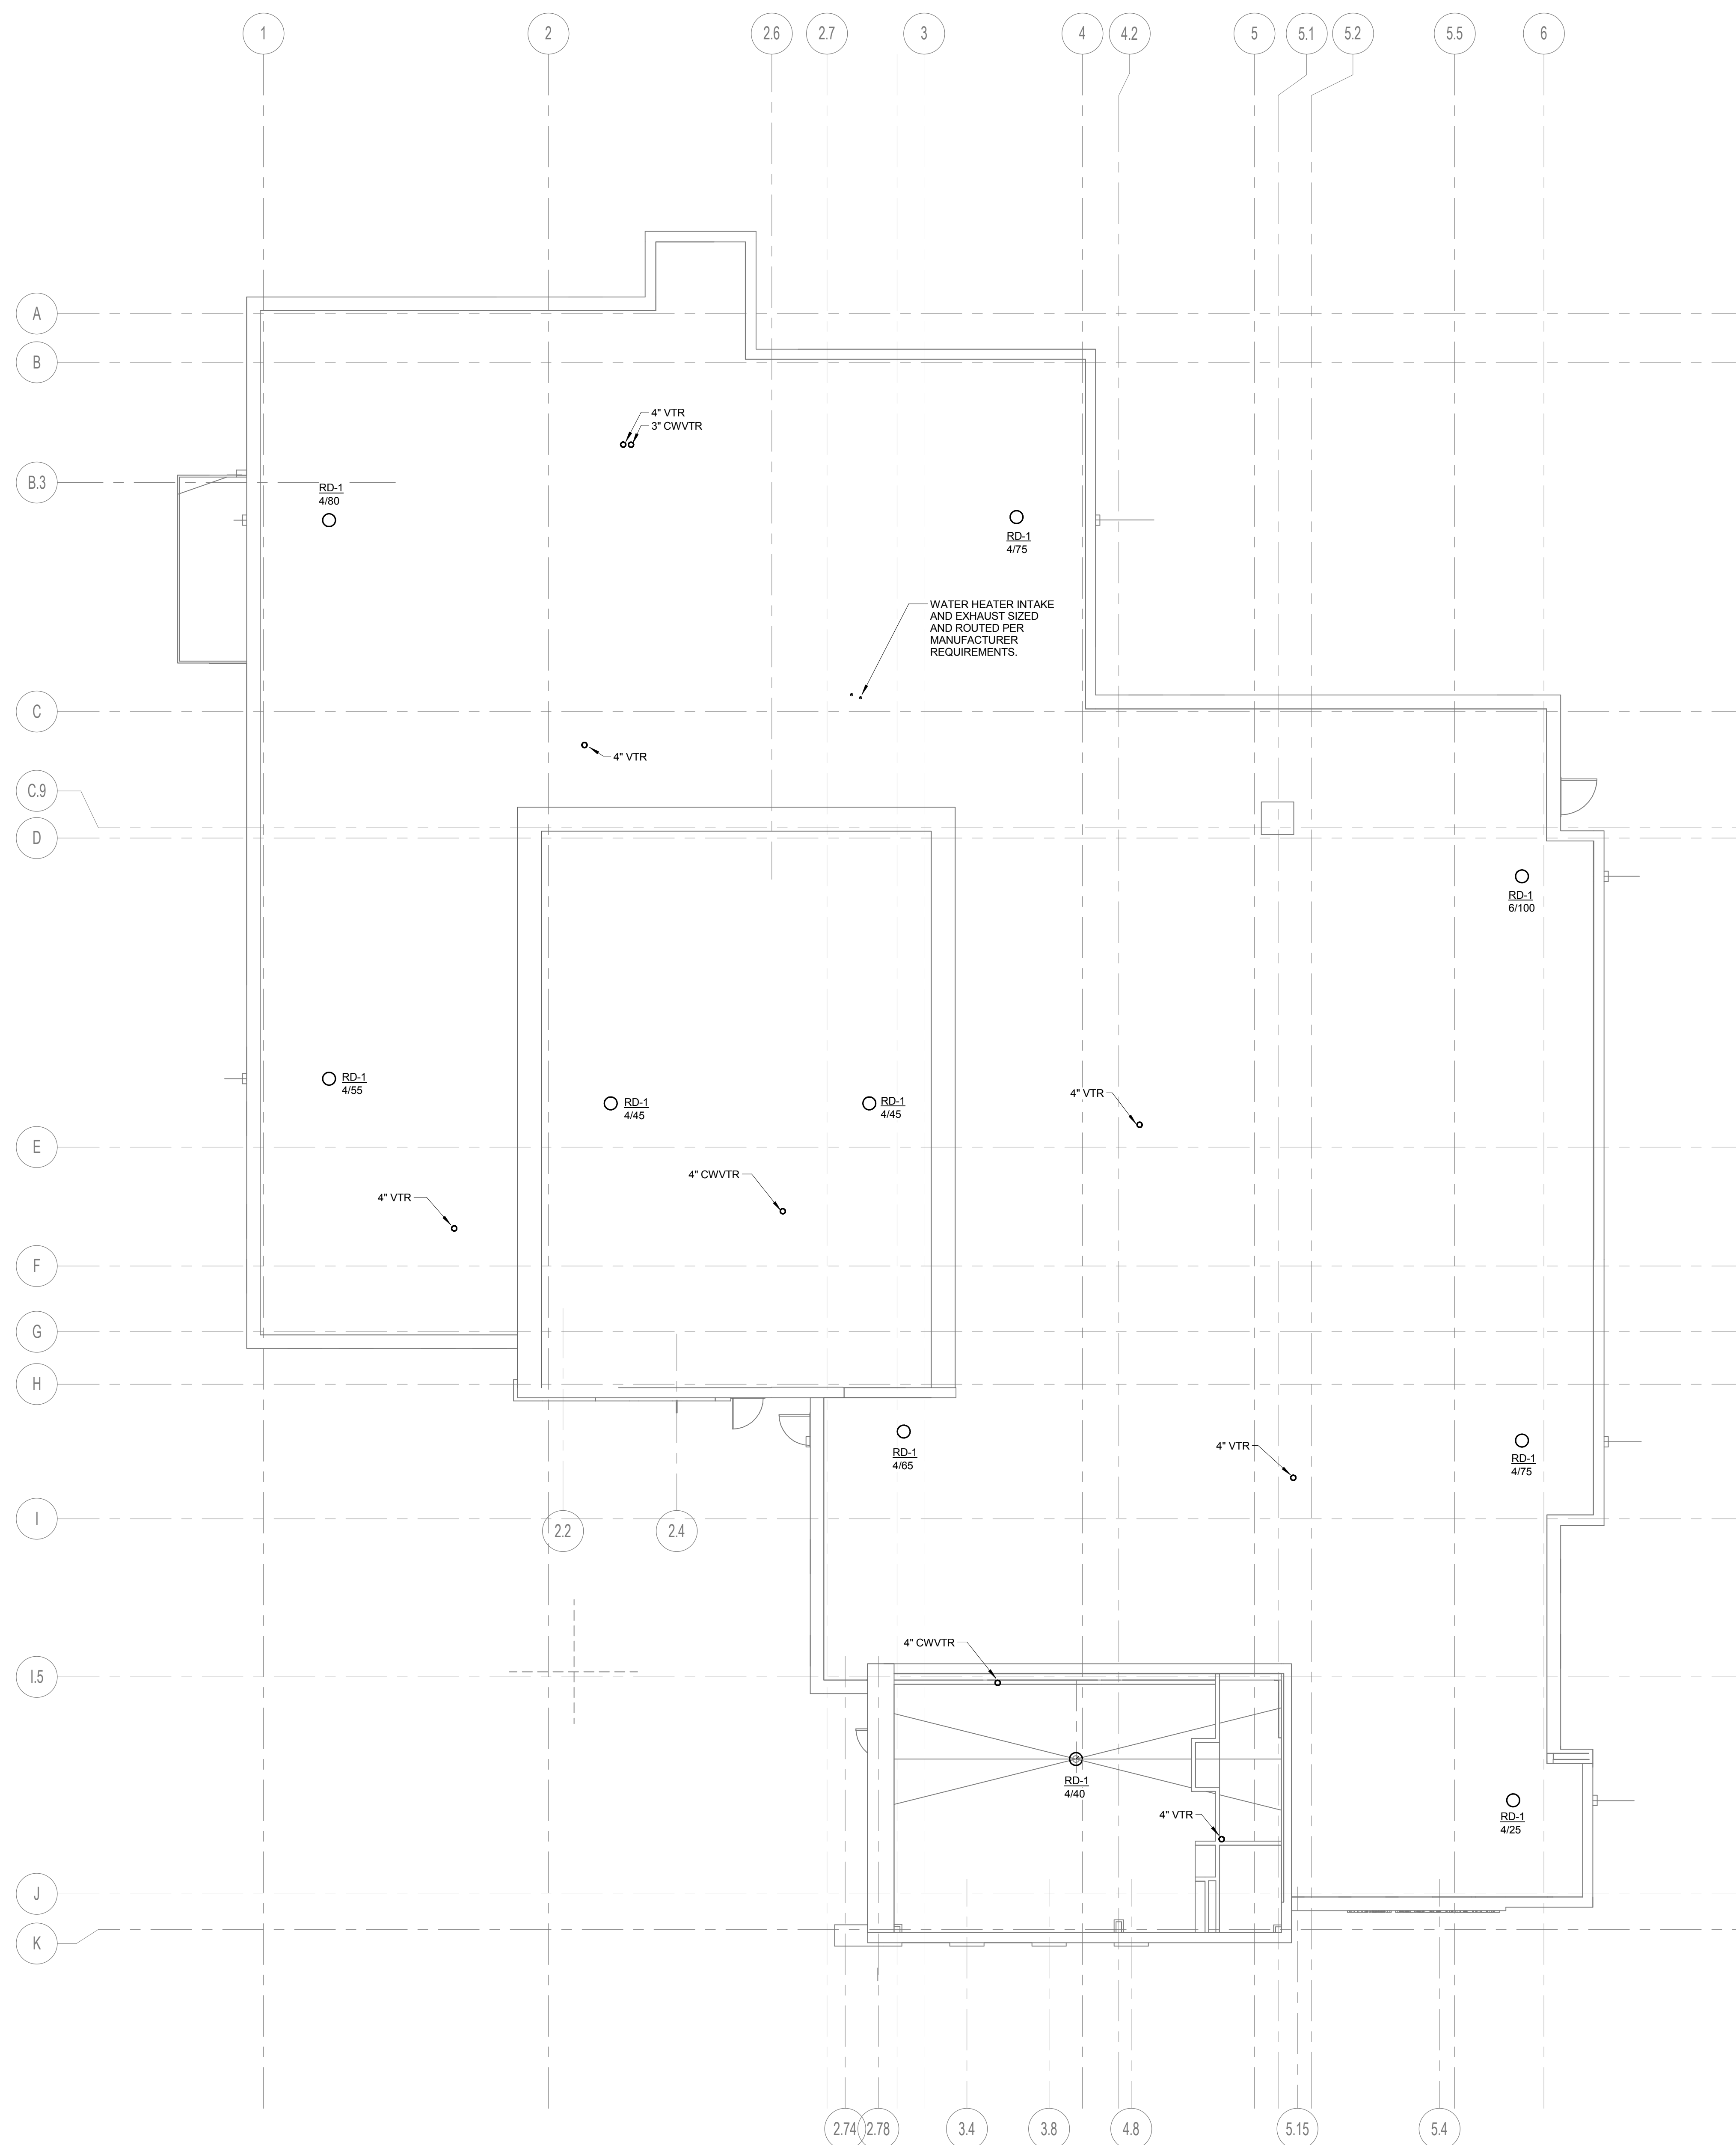 1
2
2.6
2.7
3
4
4.2
5
5.1
5.2
5.5
6
A
B
4" VTR
3" CWVTR
B.3
RD-1
4/80
RD-1
4/75
WATER HEATER INTAKE
AND EXHAUST SIZED
AND ROUTED PER
MANUFACTURER
REQUIREMENTS.
C
4" VTR
C.9
D
RD-1
6/100
RD-1
4/55
RD-1
4/45
RD-1
4/45
4" VTR
E
4" CWVTR
4" VTR
F
G
H
RD-1
4/65
4" VTR
RD-1
4/75
I
2.2
2.4
4" CWVTR
I.5
RD-1
4/40
4" VTR
RD-1
4/25
J
K
2.74
2.78
3.4
3.8
4.8
5.15
5.4